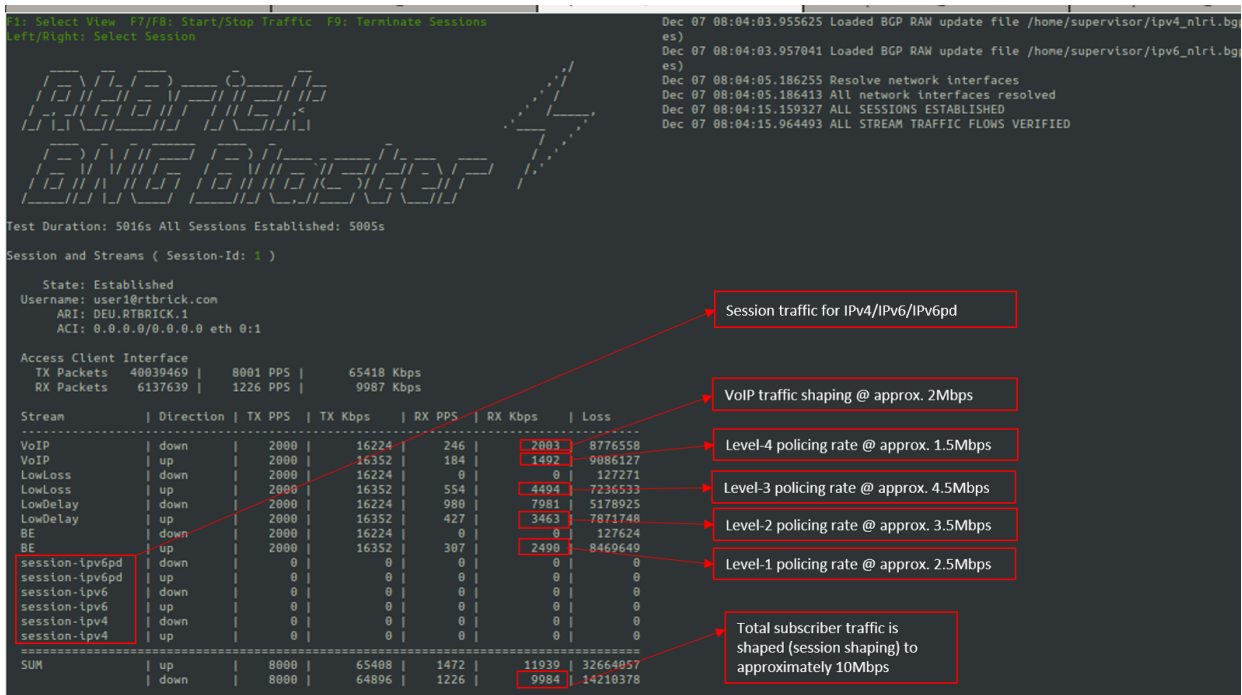 F1: Select View  F7/F8: Start/Stop Traffic  F9: Terminate Sessions
Left/Right: Select Session
RtBrick
BNG Blaster
Test Duration: 5016s All Sessions Established: 5005s
Session and Streams ( Session-Id: 1 )
State: Established
Username: user1@rtbrick.com
ARI: DEU.RTBRICK.1
ACI: 0.0.0.0/0.0.0.0 eth 0:1
Access Client Interface
TX Packets 40039469 | 8001 PPS | 65418 Kbps
RX Packets 6137639 | 1226 PPS | 9987 Kbps
Stream | Direction | TX PPS | TX Kbps | RX PPS | RX Kbps | Loss
VoIP | down | 2000 | 16224 | 246 | 2003 | 8776558
VoIP | up | 2000 | 16352 | 184 | 1492 | 9086127
LowLoss | down | 2000 | 16224 | 0 | 0 | 127271
LowLoss | up | 2000 | 16352 | 554 | 4494 | 7236533
LowDelay | down | 2000 | 16224 | 980 | 7981 | 5178925
LowDelay | up | 2000 | 16352 | 427 | 3463 | 7871748
BE | down | 2000 | 16224 | 0 | 0 | 127624
BE | up | 2000 | 16352 | 307 | 2490 | 8469649
session-ipv6pd | down | 0 | 0 | 0 | 0 | 0
session-ipv6pd | up | 0 | 0 | 0 | 0 | 0
session-ipv6 | down | 0 | 0 | 0 | 0 | 0
session-ipv6 | up | 0 | 0 | 0 | 0 | 0
session-ipv4 | down | 0 | 0 | 0 | 0 | 0
session-ipv4 | up | 0 | 0 | 0 | 0 | 0
SUM | up | 8000 | 65408 | 1472 | 11939 | 32664057
| down | 8000 | 64896 | 1226 | 9984 | 14210378
Dec 07 08:04:03.955625 Loaded BGP RAW update file /home/supervisor/ipv4_nlri.bgp
es)
Dec 07 08:04:03.957041 Loaded BGP RAW update file /home/supervisor/ipv6_nlri.bgp
es)
Dec 07 08:04:05.186255 Resolve network interfaces
Dec 07 08:04:05.186413 All network interfaces resolved
Dec 07 08:04:15.159327 ALL SESSIONS ESTABLISHED
Dec 07 08:04:15.964493 ALL STREAM TRAFFIC FLOWS VERIFIED
Session traffic for IPv4/IPv6/IPv6pd
VoIP traffic shaping @ approx. 2Mbps
Level-4 policing rate @ approx. 1.5Mbps
Level-3 policing rate @ approx. 4.5Mbps
Level-2 policing rate @ approx. 3.5Mbps
Level-1 policing rate @ approx. 2.5Mbps
Total subscriber traffic is
shaped (session shaping) to
approximately 10Mbps